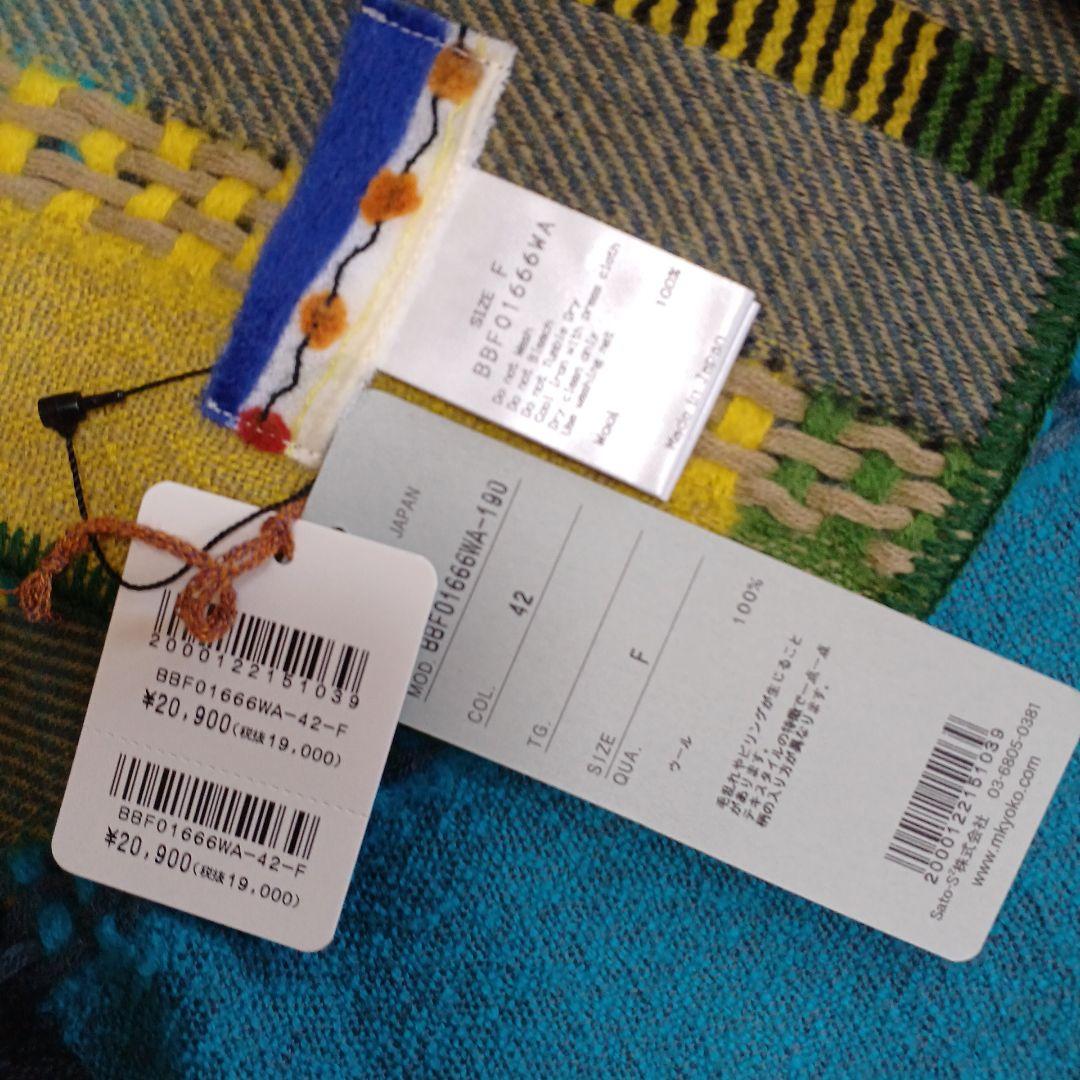 SIZE F
BBF01666WA
Do not Wash
Do not Bleach
Do not Tumble Dry
Cool iron with press cloth
Dry clean only
Use washing net
Wool 100%
Made in Japan
JAPAN
MOD. BBF01666WA-190
COL. 42
TG.
SIZE F
QUA.
ウール 100%
毛乱れやピリングが生じること
があります。
テキスタイルの特徴で一点一点
柄の入り方が異なります。
2000122151039
Sato-S²株式会社 03-6805-0381
www.mkyoko.com
2000122151039
BBF01666WA-42-F
¥20,900(税抜19,000)
BBF01666WA-42-F
¥20,900(税抜19,000)